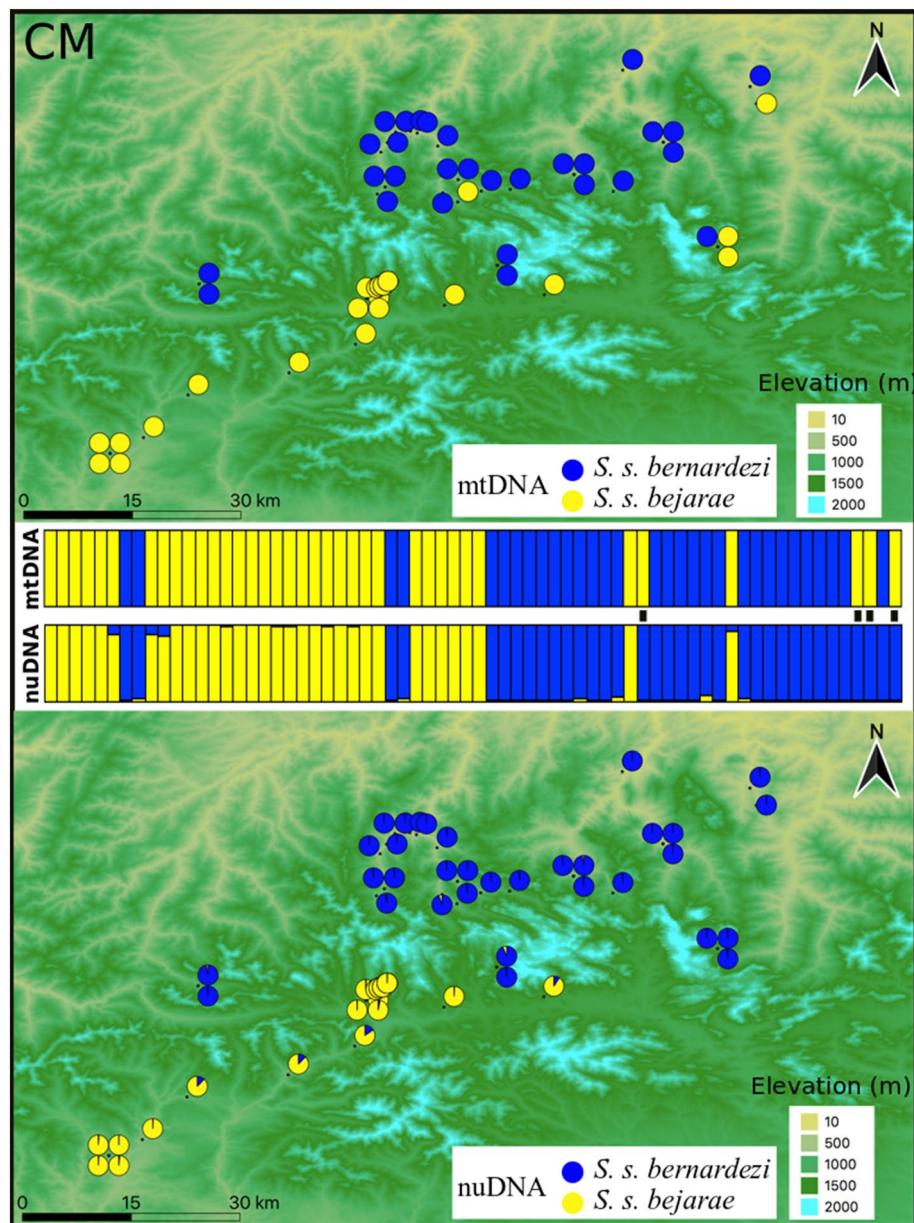 CM
N
Elevation (m)
10
500
1000
1500
2000
mtDNA
S. s. bernardezi
S. s. bejarae
0 15 30 km
mtDNA
nuDNA
N
Elevation (m)
10
500
1000
1500
2000
nuDNA
S. s. bernardezi
S. s. bejarae
0 15 30 km